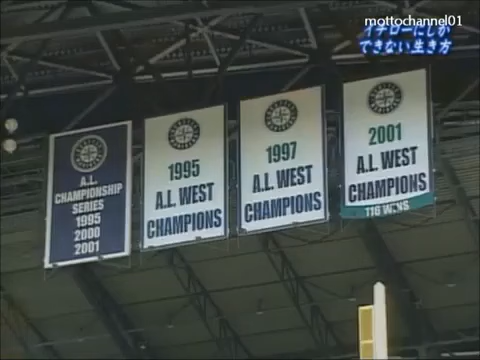 mottochannel01
イチローにしか
できない生き方
A.L.
CHAMPIONSHIP
SERIES
1995
2000
2001
1995
A.L. WEST
CHAMPIONS
1997
A.L. WEST
CHAMPIONS
2001
A.L. WEST
CHAMPIONS
116 WINS